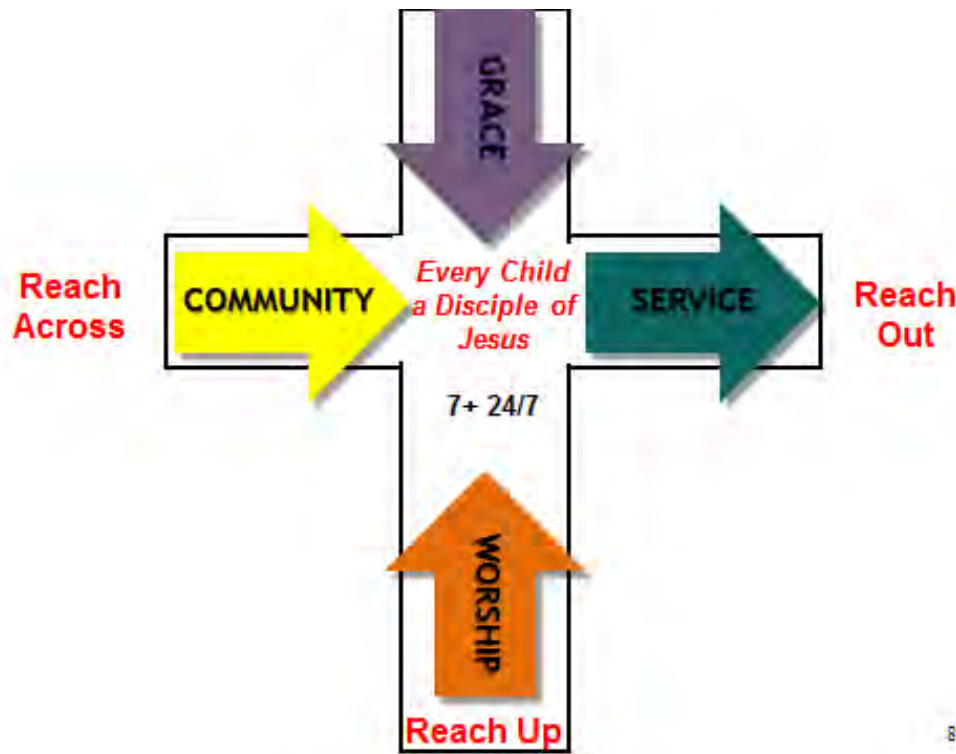 GRACE
Reach
Across
COMMUNITY
Every Child
a Disciple of
Jesus
SERVICE
Reach
Out
7+ 24/7
WORSHIP
Reach Up
8